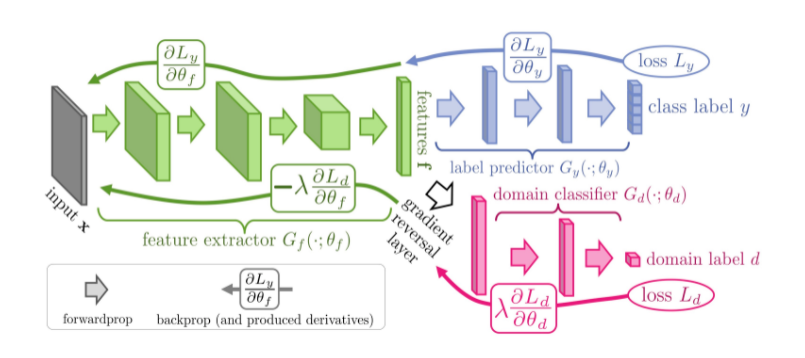 ∂L_y/∂θ_f
∂L_y/∂θ_y
loss L_y
features f
class label y
label predictor G_y(·;θ_y)
input x
−λ ∂L_d/∂θ_f
feature extractor G_f(·;θ_f)
gradient
reversal
layer
domain classifier G_d(·;θ_d)
domain label d
loss L_d
λ ∂L_d/∂θ_d
forwardprop
∂L_y/∂θ_f
backprop (and produced derivatives)